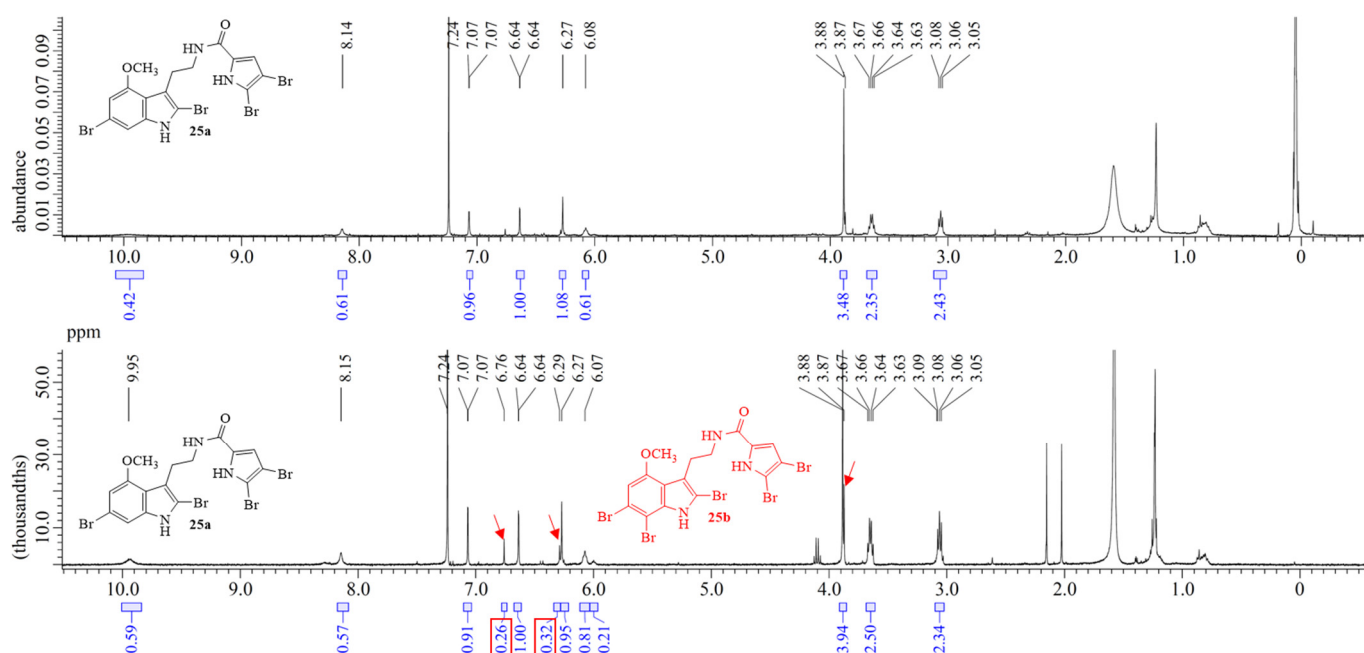 abundance
0.01 0.03 0.05 0.07 0.09
8.14 7.24 7.07 7.07 6.64 6.64 6.27 6.08 3.88 3.87 3.67 3.66 3.64 3.63 3.08 3.06 3.05
O
HN
OCH3
HN
Br
Br
Br
Br
N
H
25a
10.0 9.0 8.0 7.0 6.0 5.0 4.0 3.0 2.0 1.0 0
0.42 0.61 0.96 1.00 1.08 0.61 3.48 2.35 2.43
ppm
(thousandths)
10.0 30.0 50.0
9.95 8.15 7.24 7.07 7.07 6.76 6.64 6.64 6.29 6.27 6.07 3.88 3.87 3.67 3.66 3.64 3.63 3.09 3.08 3.06 3.05
O
HN
OCH3
HN
Br
Br
Br
Br
N
H
25a
O
HN
OCH3
HN
Br
Br
Br
Br
Br
N
H
25b
10.0 9.0 8.0 7.0 6.0 5.0 4.0 3.0 2.0 1.0 0
0.59 0.57 0.91 0.26 1.00 0.32 0.95 0.81 0.21 3.94 2.50 2.34